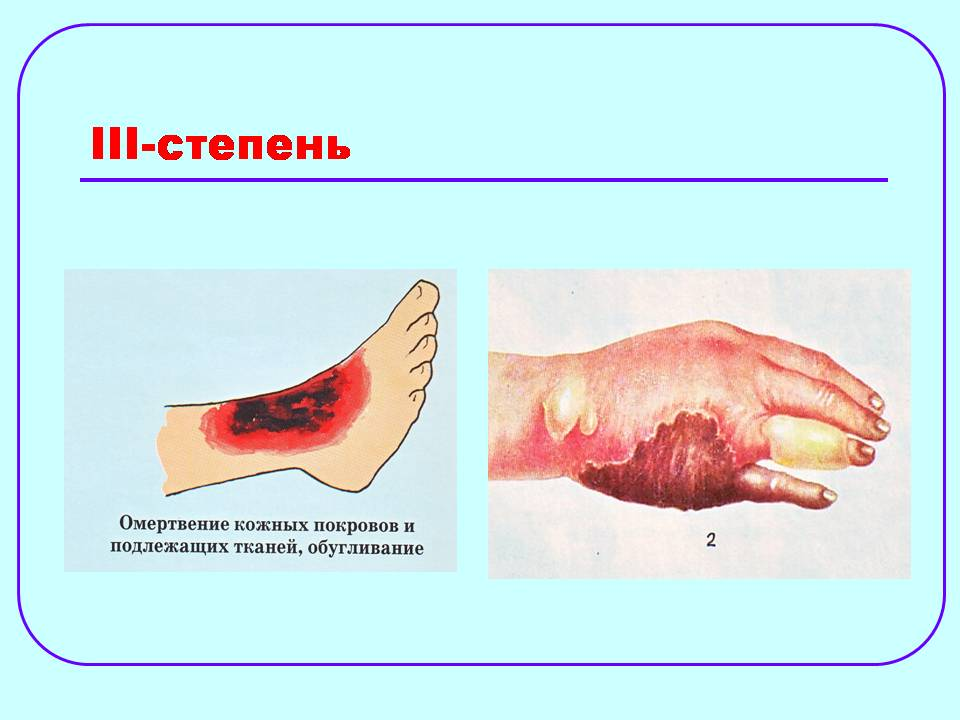 III-степень
Омертвение кожных покровов и
подлежащих тканей, обугливание
2